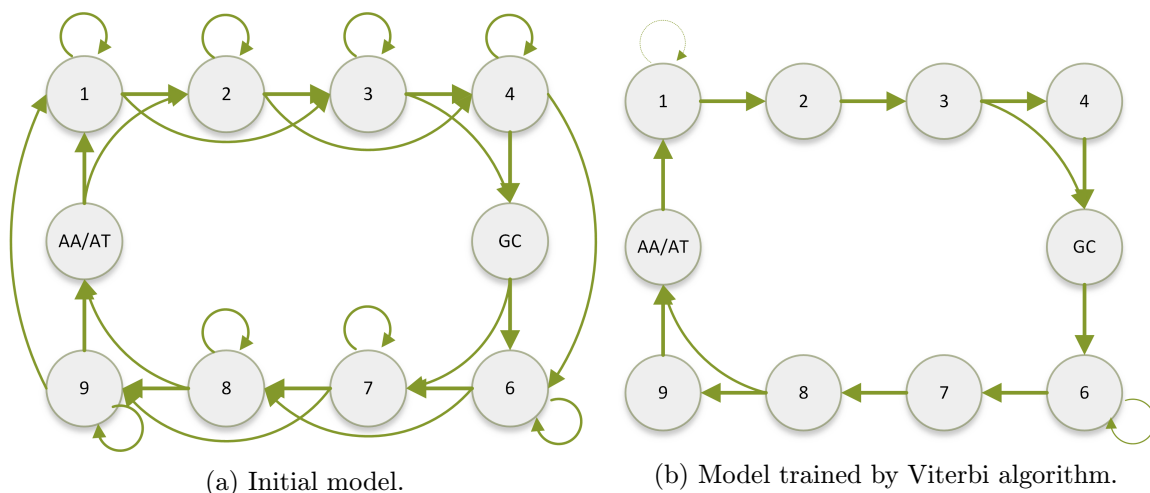 1 2 3 4
1 2 3 4
AA/AT GC
AA/AT GC
9 8 7 6
9 8 7 6
(a) Initial model.
(b) Model trained by Viterbi algorithm.